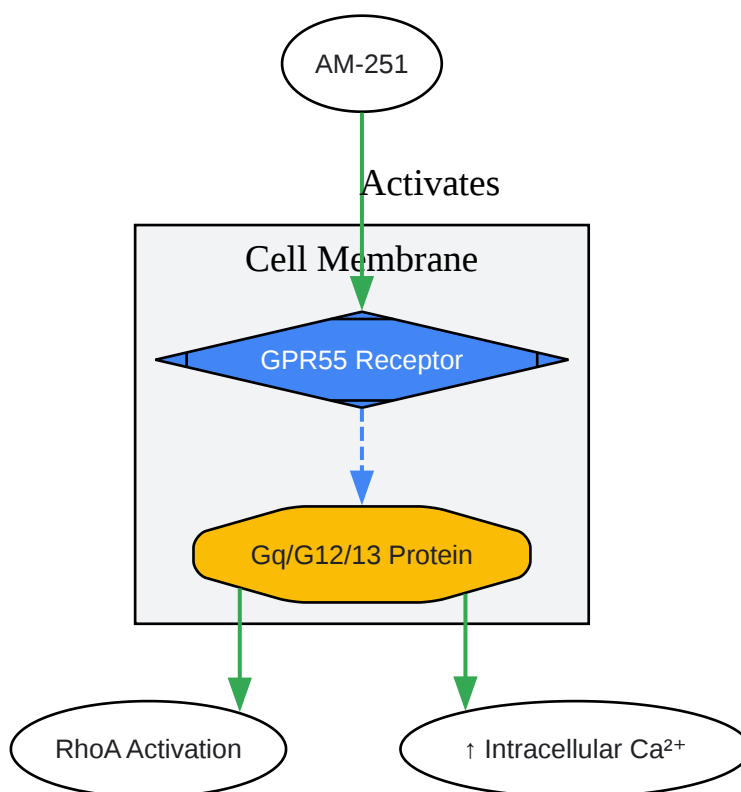 AM-251
Activates
Cell Membrane
GPR55 Receptor
Gq/G12/13 Protein
RhoA Activation
↑ Intracellular Ca²⁺